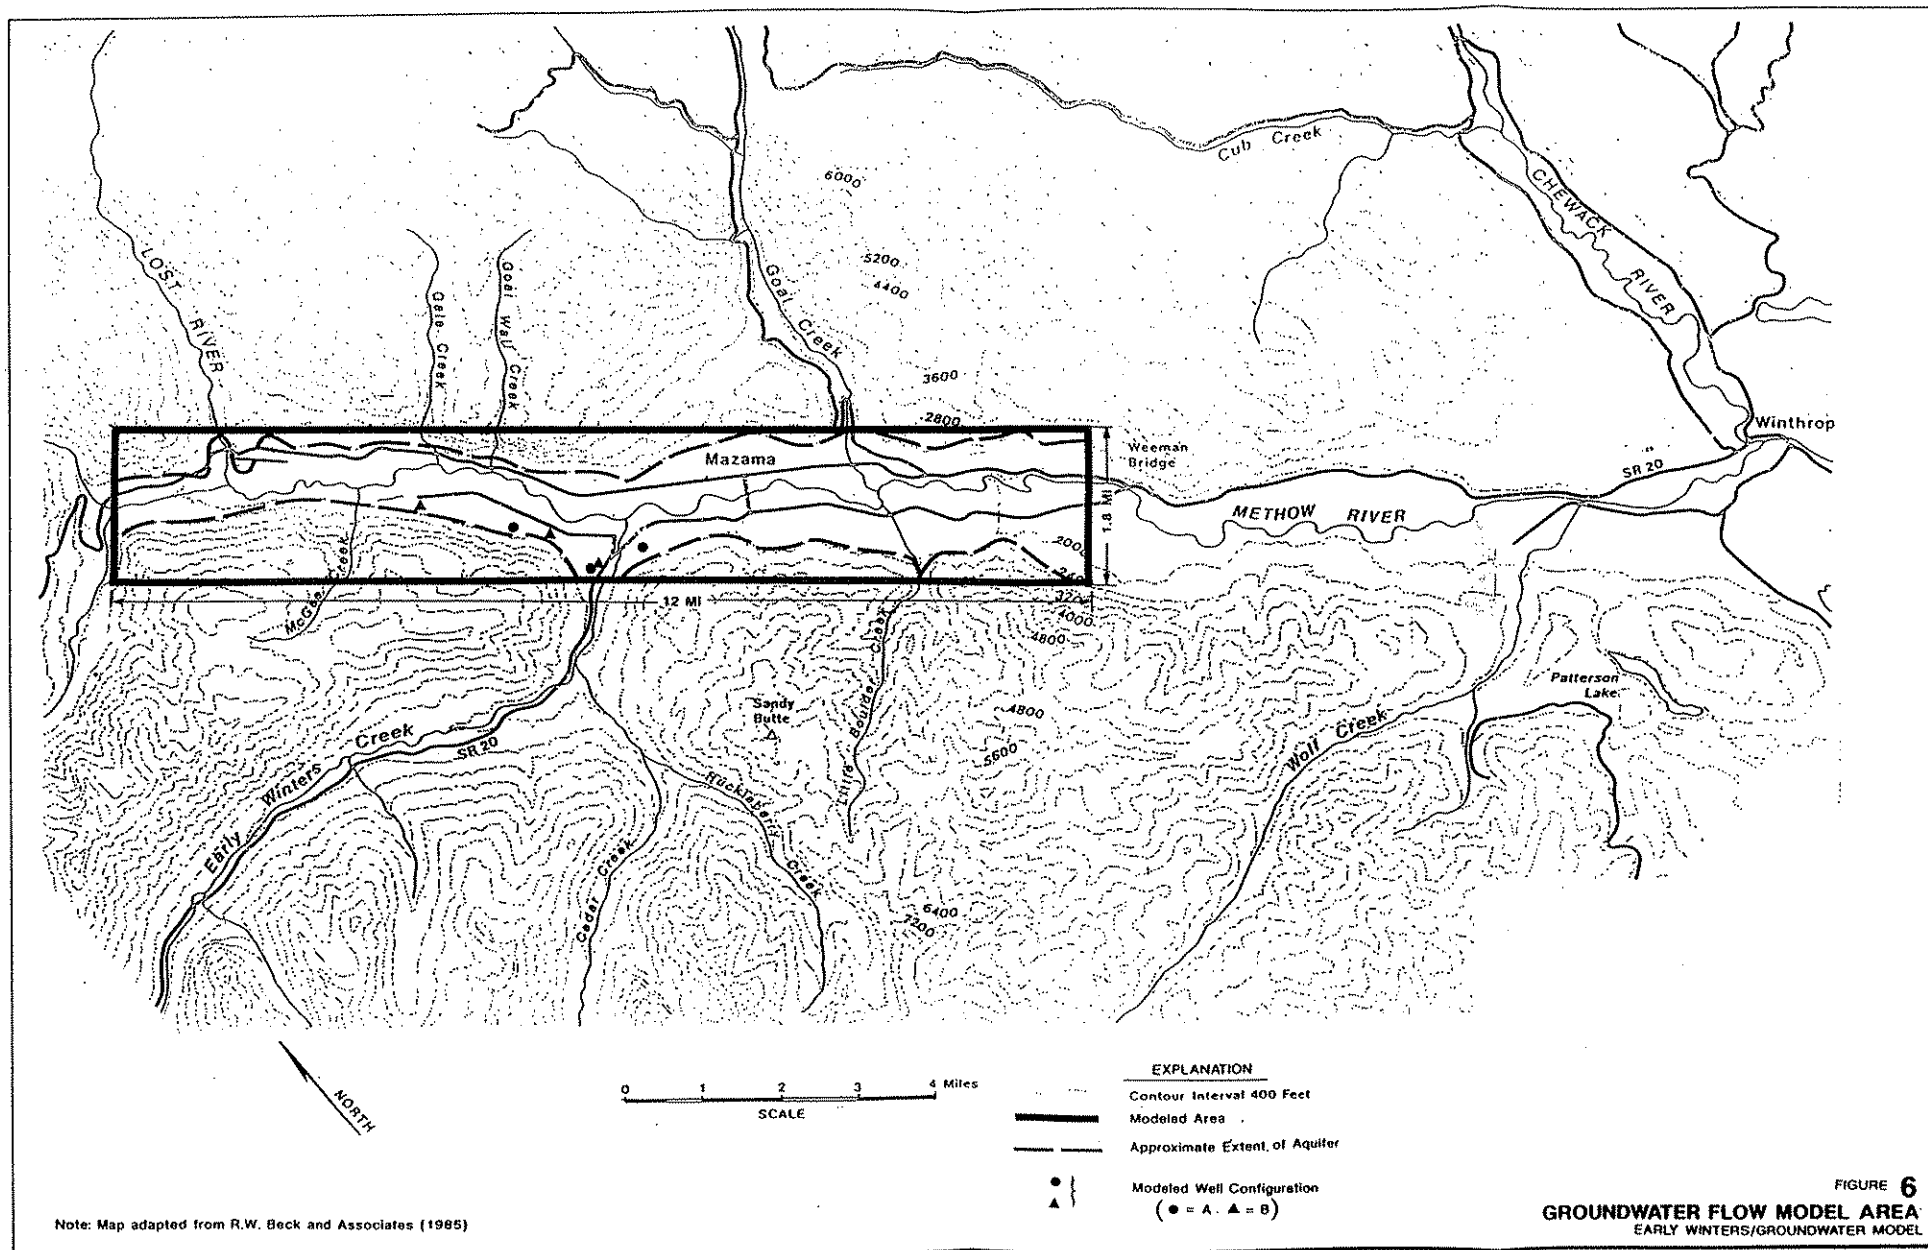 6000
Cub Creek
CHEWACK RIVER
LOST RIVER
Gate Creek
Goat Wall Creek
Goat Creek
5200
4400
3600
2800
Winthrop
Weeman
Bridge
Mazama
SR 20
1.8 MI
METHOW RIVER
2000
McGee Creek
12 MI
3200
4000
4800
Little Boulder Creek
Sandy
Butte
Patterson
Lake
4800
5600
Wolf Creek
Early Winters Creek
SR 20
Huckleberry Creek
Cedar Creek
6400
7200
NORTH
0 1 2 3 4 Miles
SCALE
EXPLANATION
Contour Interval 400 Feet
Modeled Area
Approximate Extent of Aquifer
Modeled Well Configuration
(● = A. ▲ = B)
Note: Map adapted from R.W. Beck and Associates (1985)
FIGURE 6
GROUNDWATER FLOW MODEL AREA
EARLY WINTERS/GROUNDWATER MODEL